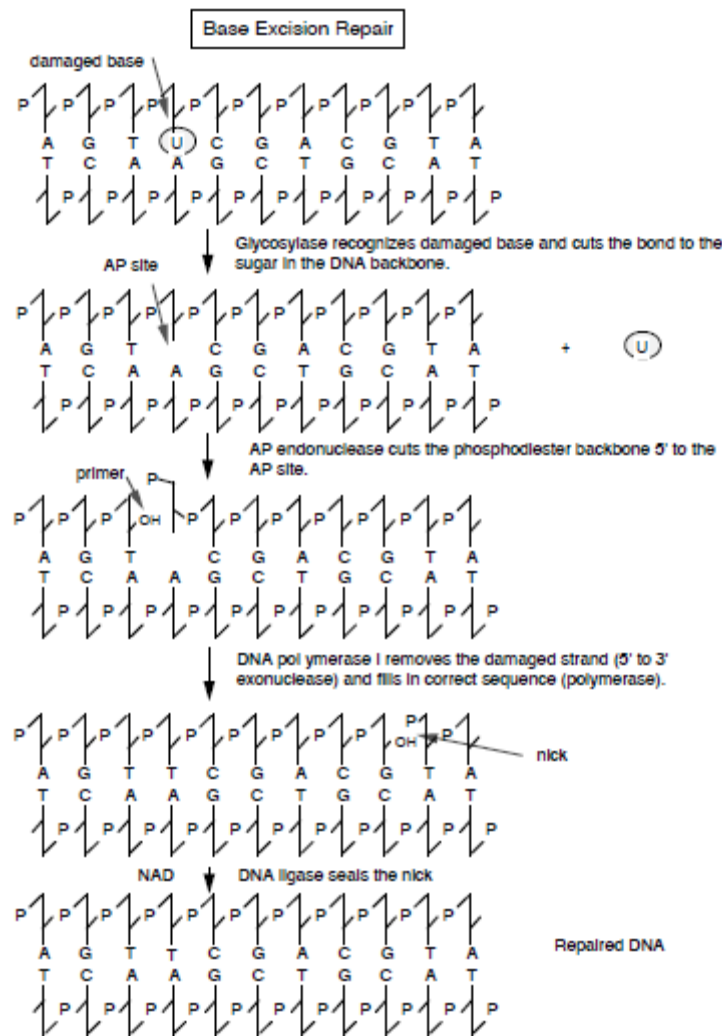 Base Excision Repair
damaged base
P P P P P P P P P P P
A G T U C G A C G T A
T C A A G C T G C A T
P P P P P P P P P P P
Glycosylase recognizes damaged base and cuts the bond to the
sugar in the DNA backbone.
AP site
P P P P P P P P P P P
A G T C G A C G T A + U
T C A A G C T G C A T
P P P P P P P P P P P
AP endonuclease cuts the phosphodiester backbone 5' to the
AP site.
primer
P
P P P OH P P P P P P P
A G T C G A C G T A
T C A A G C T G C A T
P P P P P P P P P P P
DNA pol ymerase I removes the damaged strand (5' to 3'
exonuclease) and fills in correct sequence (polymerase).
P
P P P P P P P P P OH P
nick
A G T T C G A C G T A
T C A A G C T G C A T
P P P P P P P P P P P
NAD DNA ligase seals the nick
P P P P P P P P P P P
A G T T C G A C G T A
T C A A G C T G C A T
Repaired DNA
P P P P P P P P P P P